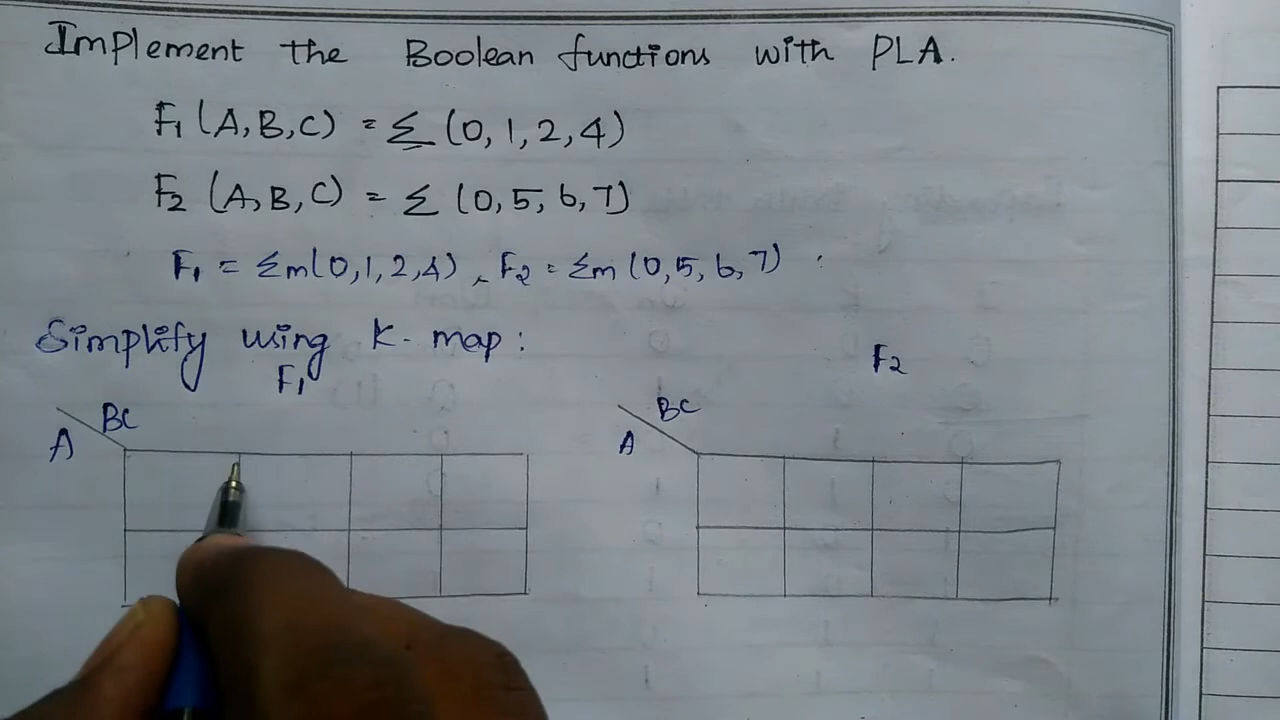 Implement the Boolean functions with PLA.
F₁ (A, B, C) = Σ (0, 1, 2, 4)
F₂ (A, B, C) = Σ (0, 5, 6, 7)
F₁ = Σm(0,1,2,4), F₂ = Σm (0,5,6,7).
Simplify using K-map:
F₁
F₂
BC
A
BC
A